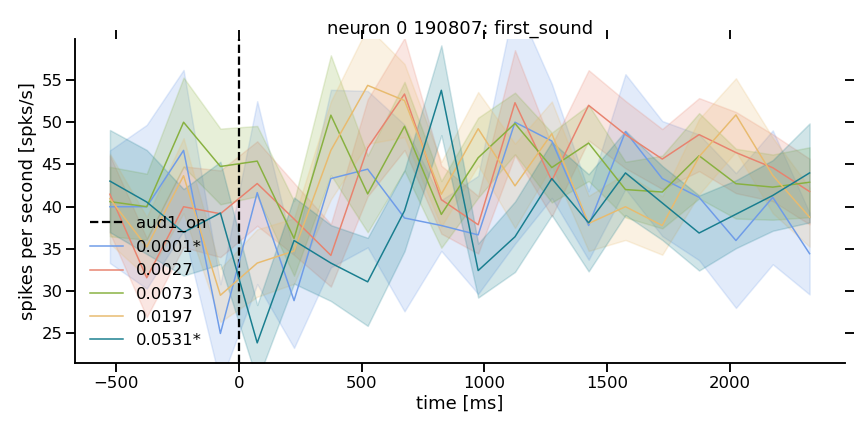 neuron 0 190807: first_sound
spikes per second [spks/s]
55
50
45
40
35
30
25
aud1_on
0.0001*
0.0027
0.0073
0.0197
0.0531*
−500 0 500 1000 1500 2000
time [ms]